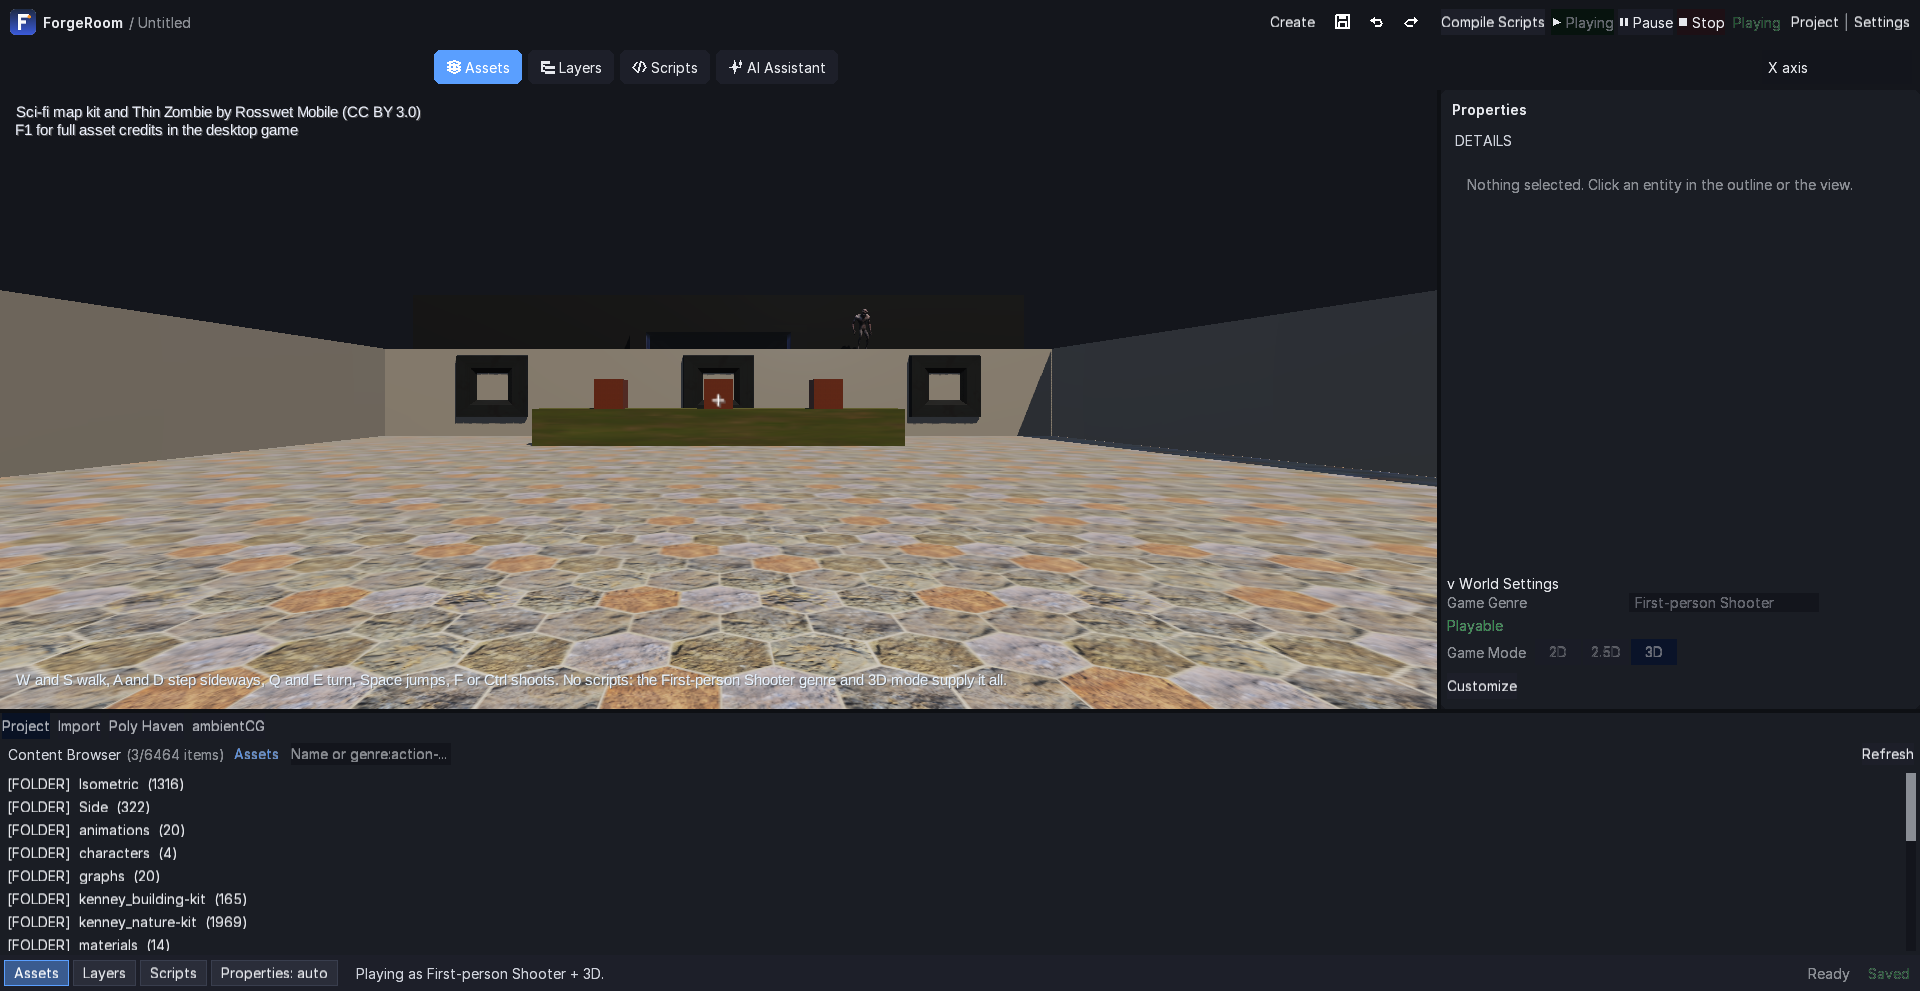 ForgeRoom / Untitled
Create Compile Scripts Playing Pause Stop Playing Project | Settings
Assets Layers Scripts AI Assistant
X axis
Sci-fi map kit and Thin Zombie by Rosswet Mobile (CC BY 3.0)
F1 for full asset credits in the desktop game
Properties
DETAILS
Nothing selected. Click an entity in the outline or the view.
v World Settings
Game Genre First-person Shooter
Playable
Game Mode 2D 2.5D 3D
Customize
W and S walk, A and D step sideways, Q and E turn, Space jumps, F or Ctrl shoots. No scripts: the First-person Shooter genre and 3D mode supply it all.
Project Import Poly Haven ambientCG
Content Browser (3/6464 items) Assets Name or genre:action-... Refresh
[FOLDER] Isometric (1316)
[FOLDER] Side (322)
[FOLDER] animations (20)
[FOLDER] characters (4)
[FOLDER] graphs (20)
[FOLDER] kenney_building-kit (165)
[FOLDER] kenney_nature-kit (1969)
[FOLDER] materials (14)
Assets Layers Scripts Properties: auto Playing as First-person Shooter + 3D. Ready Saved